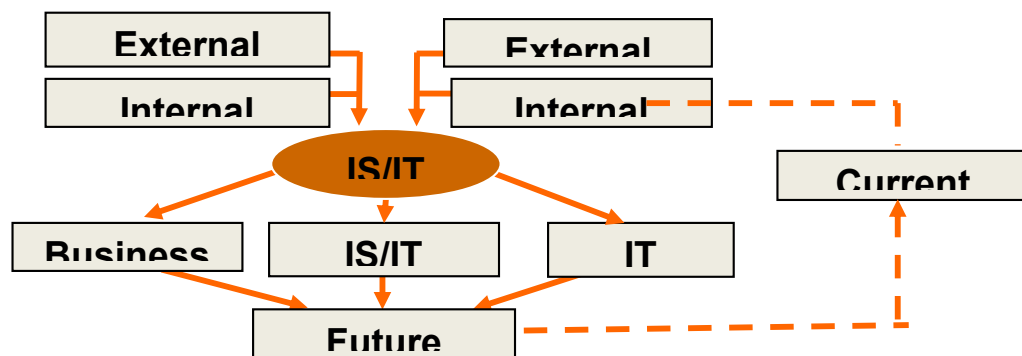 External
External
Internal
Internal
IS/IT
Current
Business
IS/IT
IT
Future